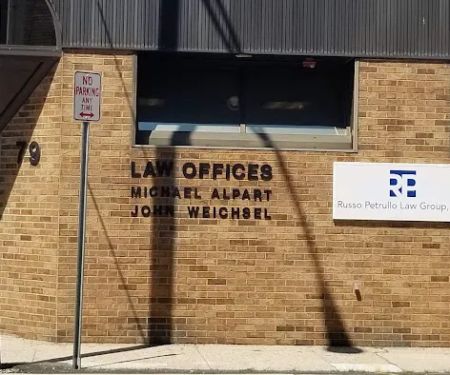 NO
PARKING
ANY
TIME
79
LAW OFFICES
MICHAEL ALPART
JOHN WEICHSEL
RP
Russo Petrullo Law Group,